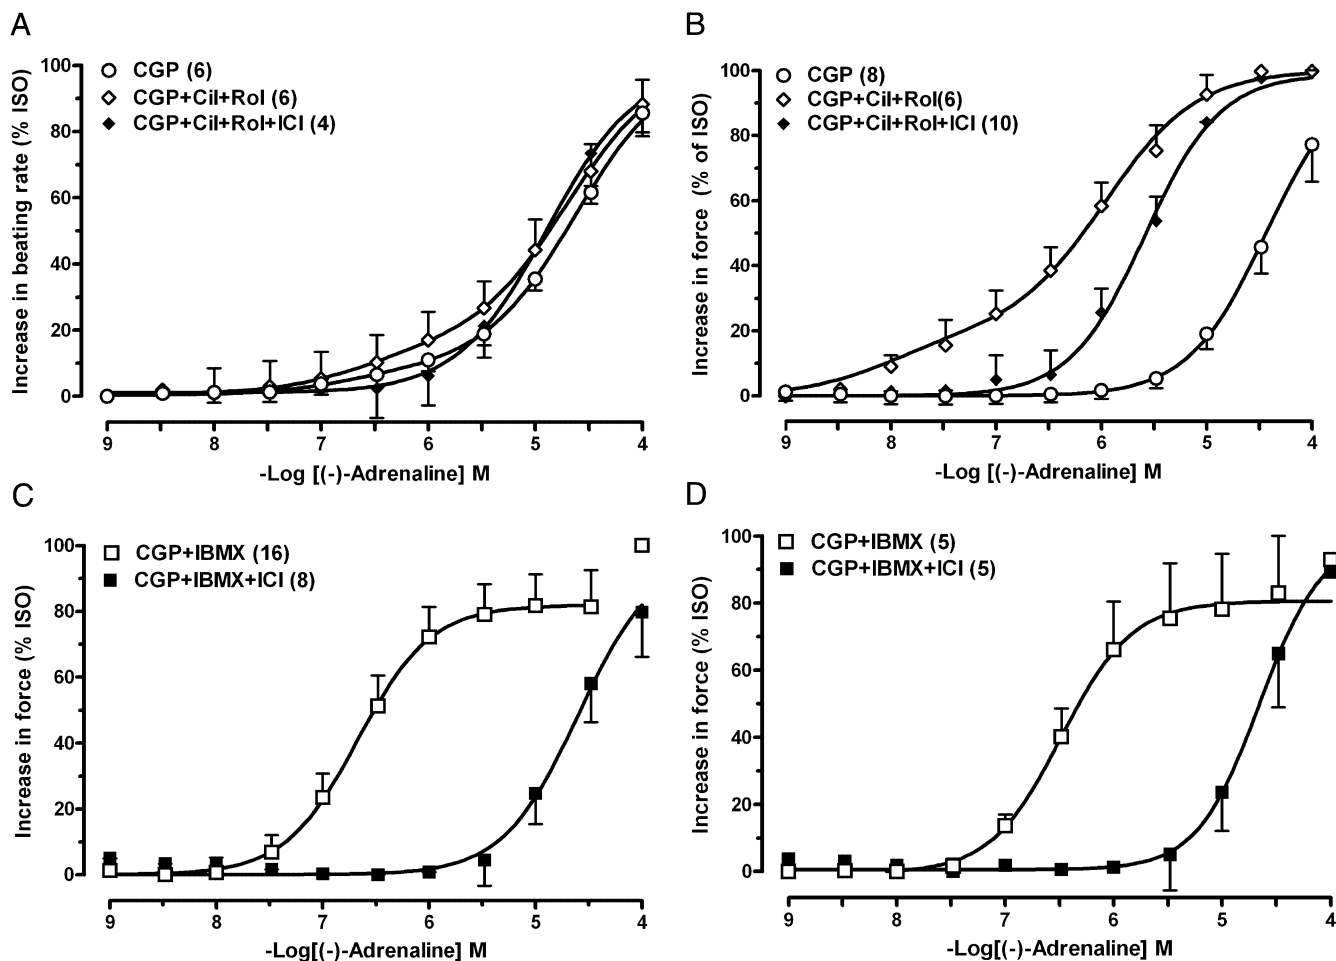 A
CGP (6)
CGP+Cil+Rol (6)
CGP+Cil+Rol+ICI (4)
Increase in beating rate (% ISO)
100
80
60
40
20
0
9 8 7 6 5 4
-Log [(-)-Adrenaline] M
B
CGP (8)
CGP+Cil+Rol(6)
CGP+Cil+Rol+ICI (10)
Increase in force (% of ISO)
100
80
60
40
20
0
9 8 7 6 5 4
-Log [(-)-Adrenaline] M
C
CGP+IBMX (16)
CGP+IBMX+ICI (8)
Increase in force (% ISO)
100
80
60
40
20
0
9 8 7 6 5 4
-Log[(-)-Adrenaline] M
D
CGP+IBMX (5)
CGP+IBMX+ICI (5)
Increase in force (% ISO)
100
80
60
40
20
0
9 8 7 6 5 4
-Log[(-)-Adrenaline] M